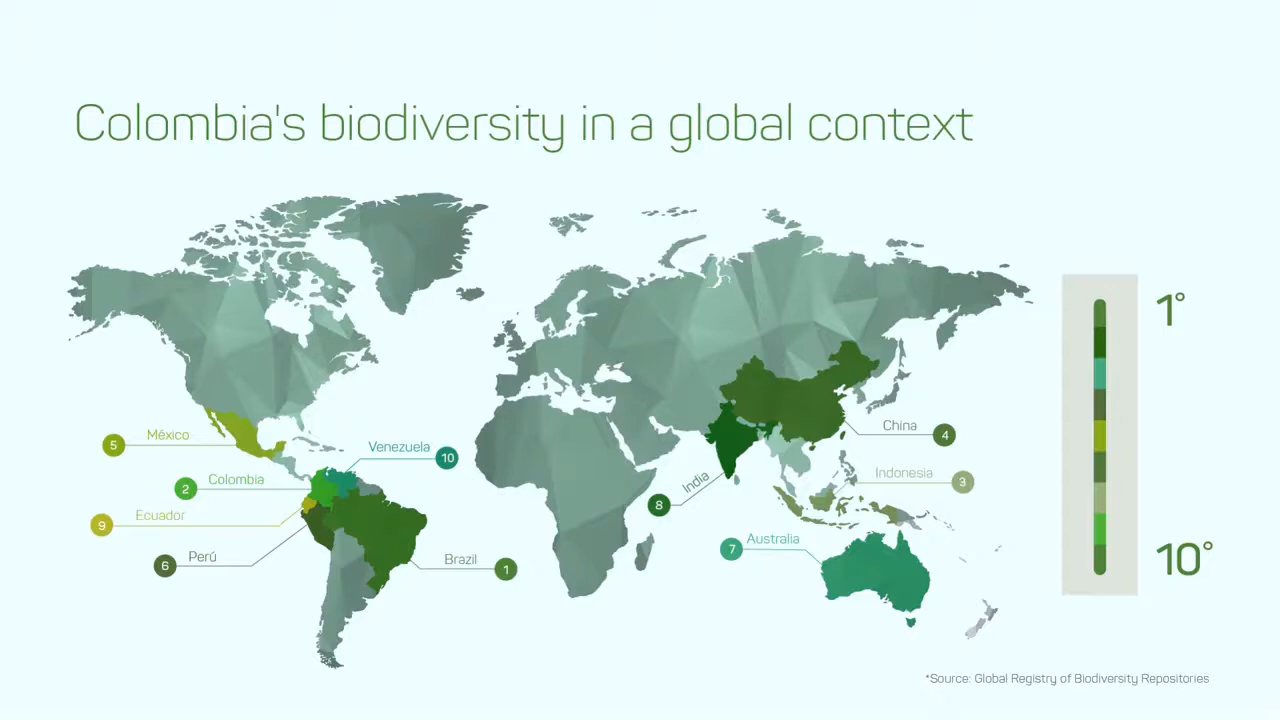 Colombia's biodiversity in a global context
1°
México
5
Venezuela
10
China
4
Colombia
2
Indonesia
3
India
8
Ecuador
9
Perú
6
Brazil
1
Australia
7
10°
*Source: Global Registry of Biodiversity Repositories